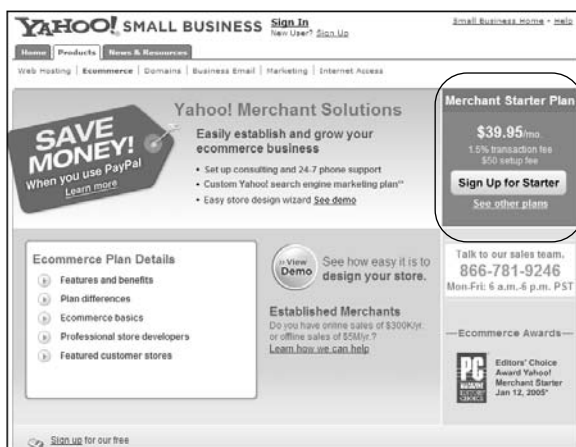 YAHOO! SMALL BUSINESS
Sign In
New User? Sign Up
Small Business Home - Help
Home
Products
News & Resources
Web Hosting | Ecommerce | Domains | Business Email | Marketing | Internet Access
SAVE
MONEY!
When you use PayPal
Learn more
Yahoo! Merchant Solutions
Easily establish and grow your
ecommerce business
• Set up consulting and 24-7 phone support
• Custom Yahoo! search engine marketing plan**
• Easy store design wizard See demo
Merchant Starter Plan
$39.95/mo.
1.5% transaction fee
$50 setup fee
Sign Up for Starter
See other plans
Ecommerce Plan Details
Features and benefits
Plan differences
Ecommerce basics
Professional store developers
Featured customer stores
View
Demo
See how easy it is to
design your store.
Established Merchants
Do you have online sales of $300K/yr.
or offline sales of $5M/yr.?
Learn how we can help
Talk to our sales team.
866-781-9246
Mon-Fri: 6 a.m.-6 p.m. PST
Ecommerce Awards
PC
MAGAZINE
EDITORS'
CHOICE
Editors' Choice
Award Yahoo!
Merchant Starter
Jan 12, 2005*
Sign up for our free